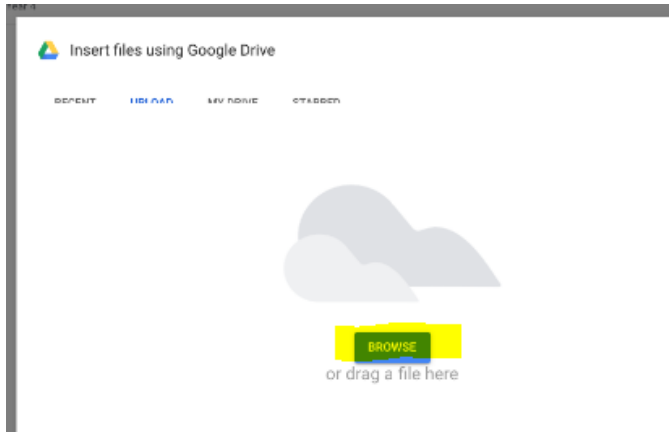 Insert files using Google Drive
RECENT UPLOAD MY DRIVE STARRED
BROWSE
or drag a file here